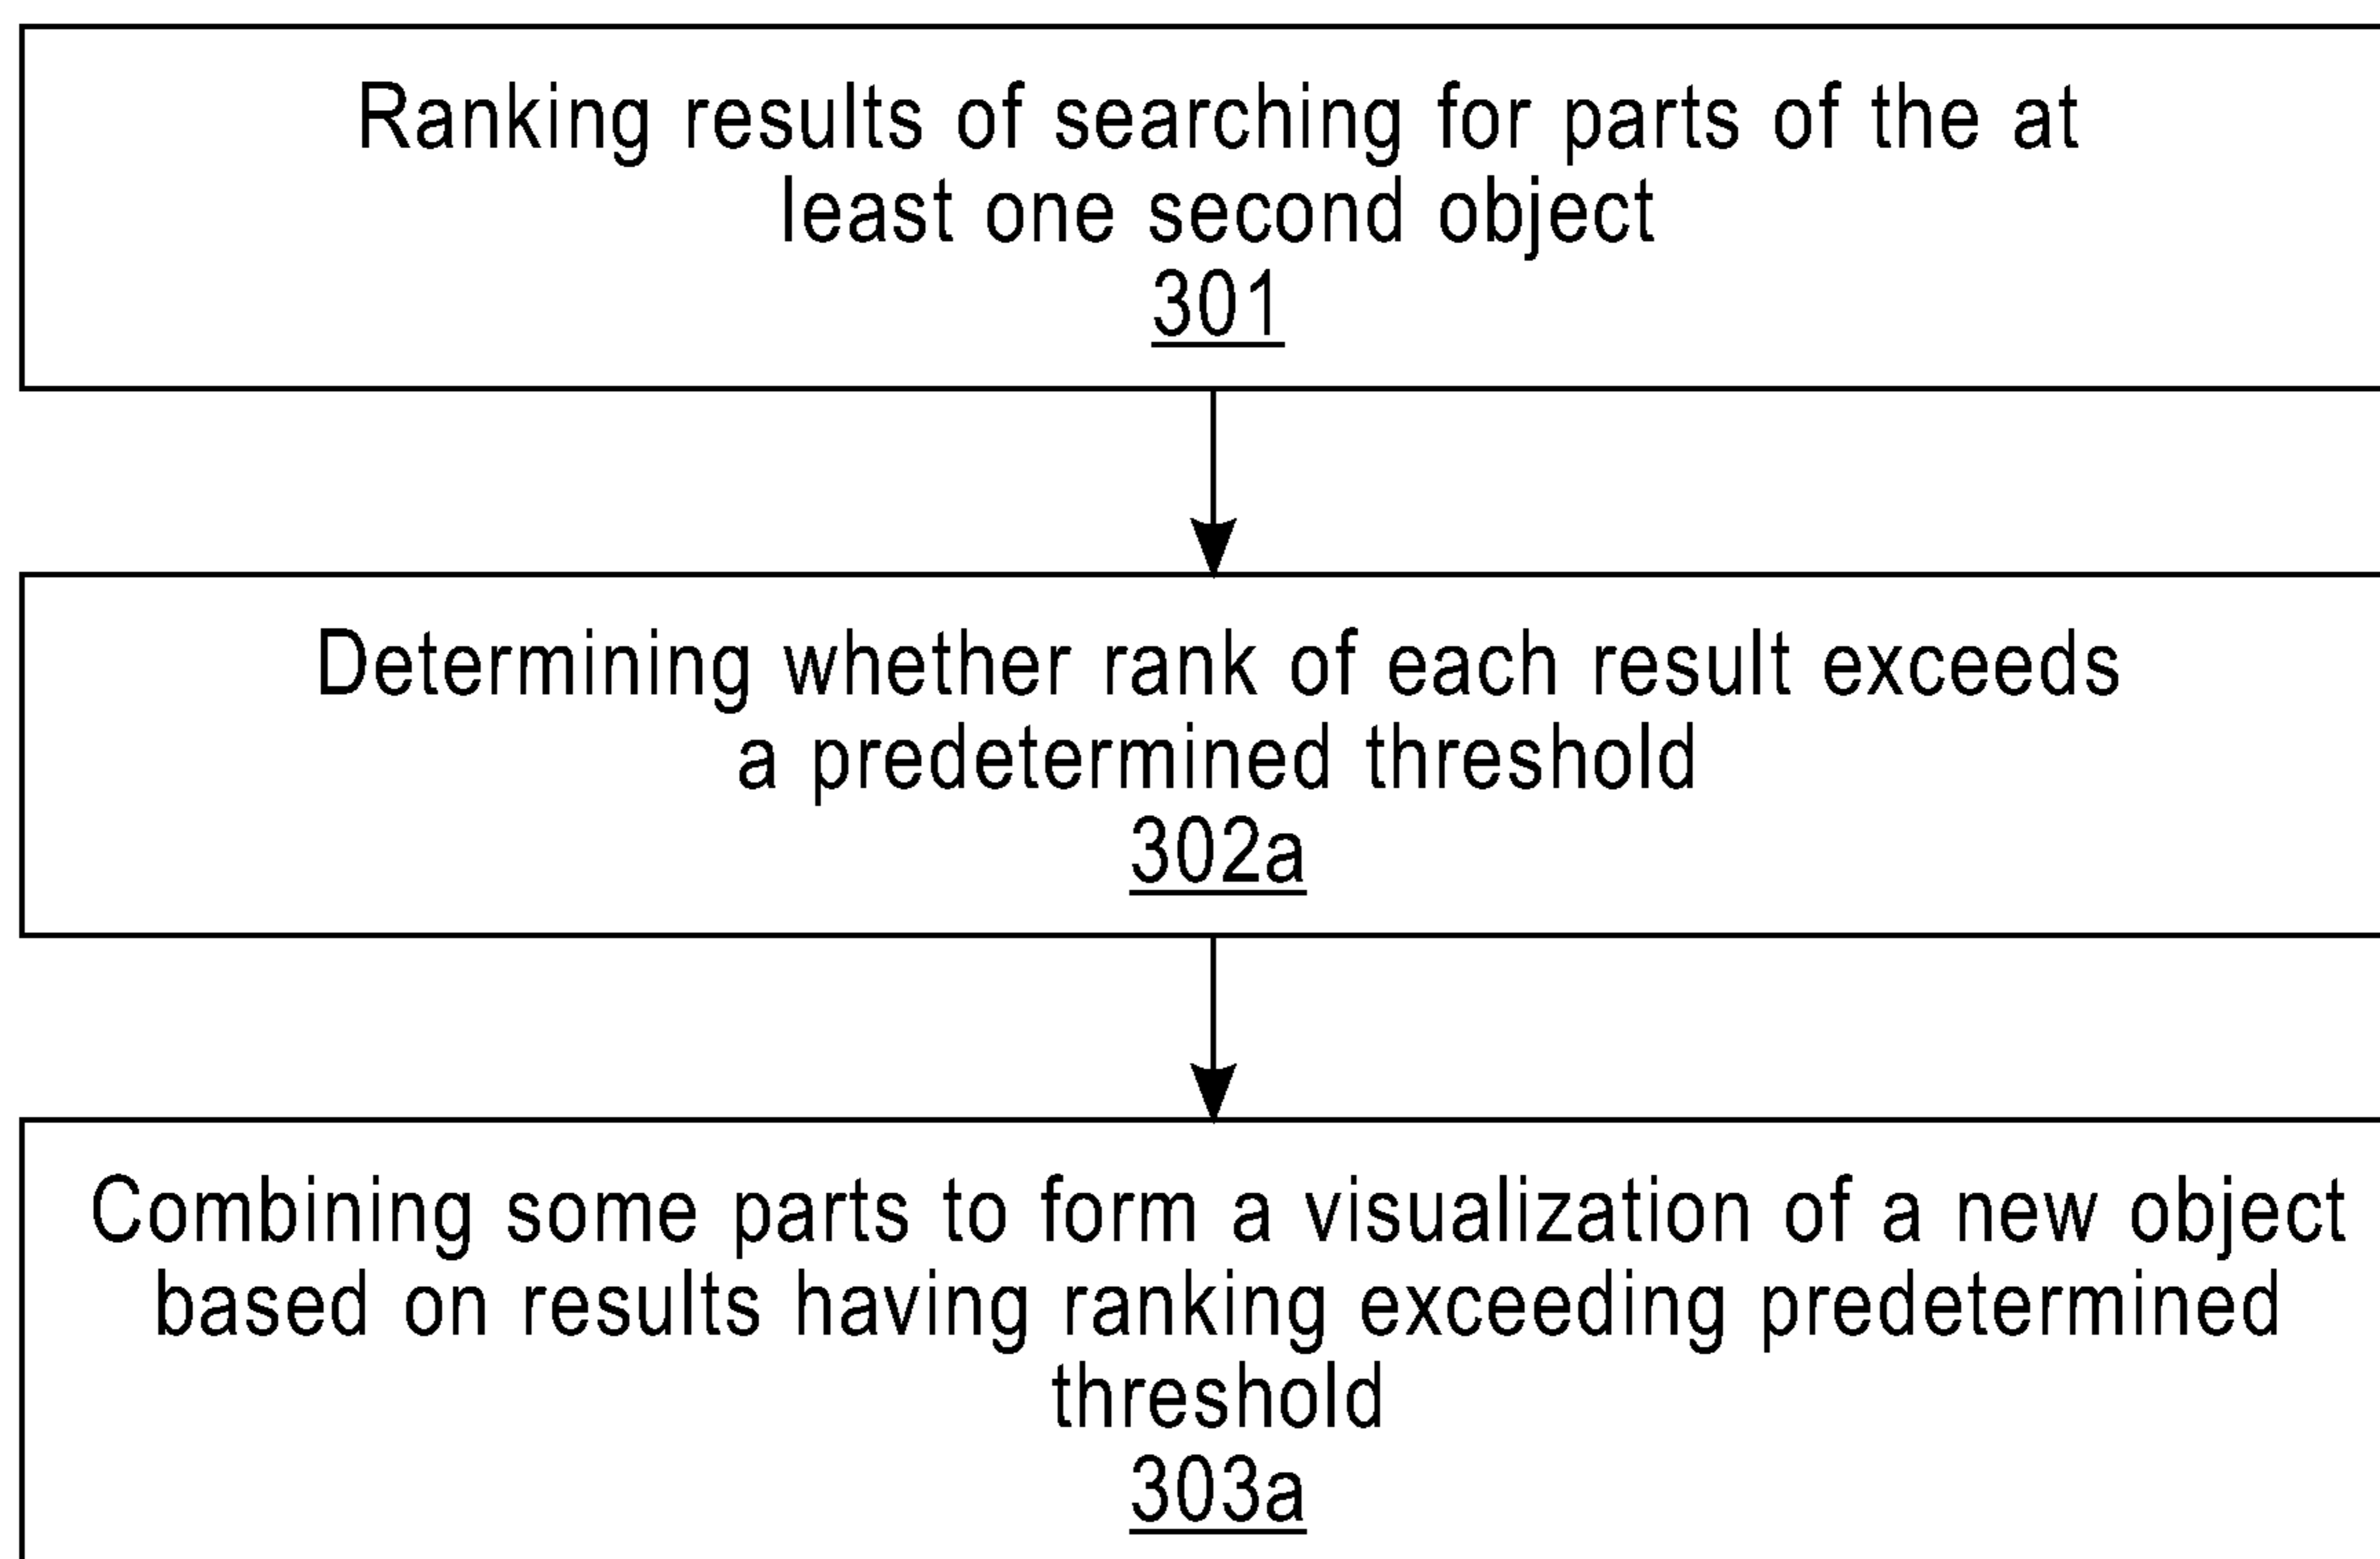 Ranking results of searching for parts of the at
least one second object
301
Determining whether rank of each result exceeds
a predetermined threshold
302a
Combining some parts to form a visualization of a new object
based on results having ranking exceeding predetermined
threshold
303a